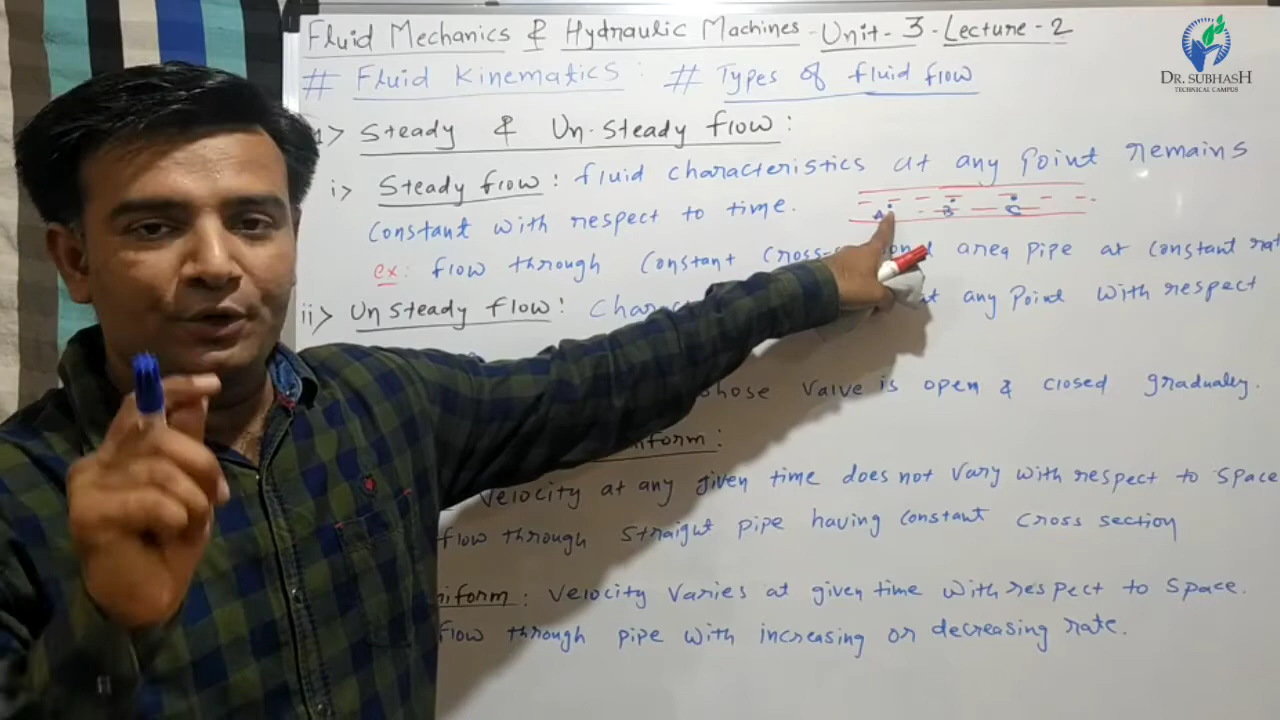 Fluid Mechanics & Hydraulic Machines - Unit - 3 - Lecture - 2
DR. SUBHASH
TECHNICAL CAMPUS
# Fluid Kinematics : # Types of fluid flow
1> Steady & Un-steady flow :
i> Steady flow : fluid characteristics at any point remains
constant with respect to time.
A B C
ex: flow through constant cross- area pipe at constant
ii> Unsteady flow : at any point with respect
whose valve is open & closed gradually.
velocity at any given time does not vary with respect to space
flow through straight pipe having constant cross section
: velocity varies at given time with respect to space.
flow through pipe with increasing or decreasing rate.